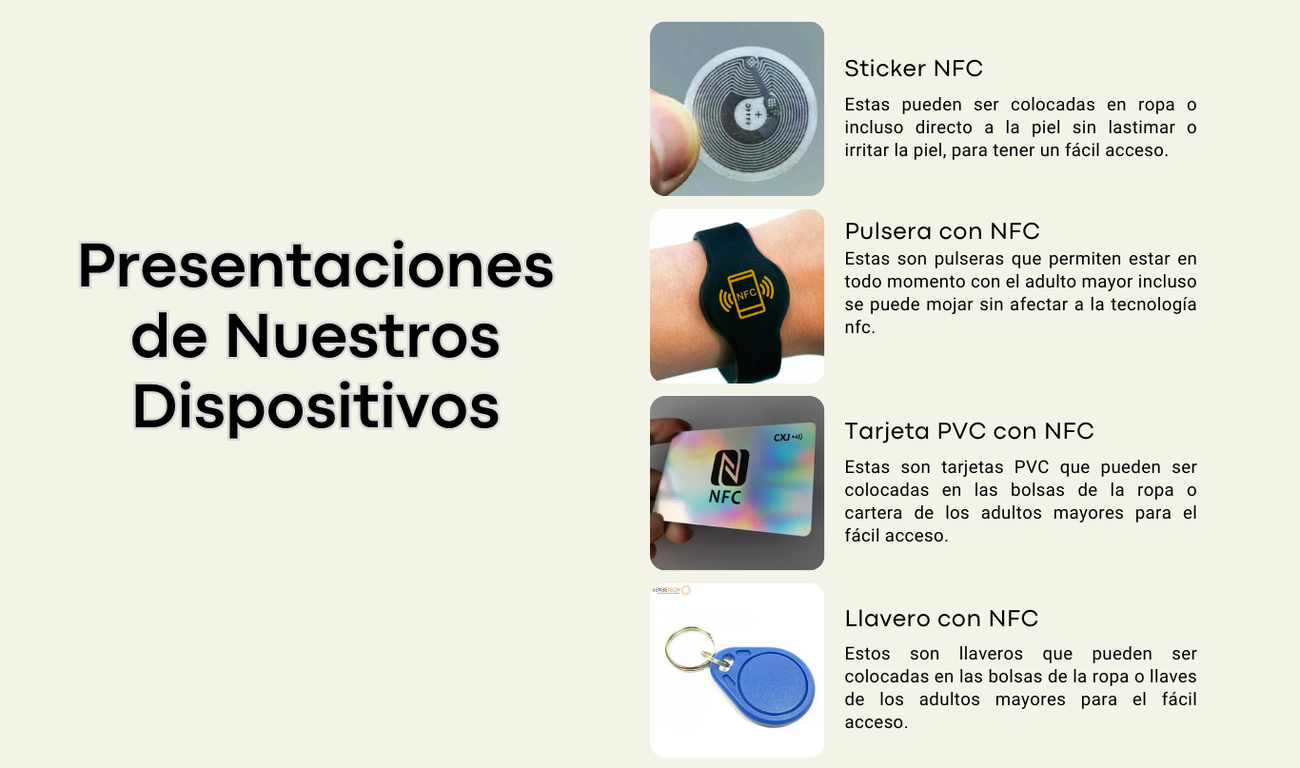 Presentaciones
de Nuestros
Dispositivos
Sticker NFC
Estas pueden ser colocadas en ropa o
incluso directo a la piel sin lastimar o
irritar la piel, para tener un fácil acceso.
Pulsera con NFC
Estas son pulseras que permiten estar en
todo momento con el adulto mayor incluso
se puede mojar sin afectar a la tecnología
nfc.
NFC
Tarjeta PVC con NFC
Estas son tarjetas PVC que pueden ser
colocadas en las bolsas de la ropa o
cartera de los adultos mayores para el
fácil acceso.
CXJ
NFC
Llavero con NFC
Estos son llaveros que pueden ser
colocadas en las bolsas de la ropa o llaves
de los adultos mayores para el fácil
acceso.